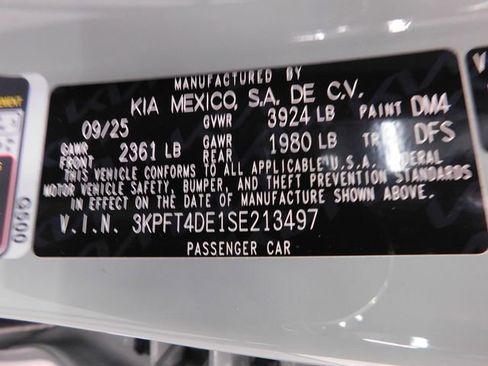 MANUFACTURED BY
KIA MEXICO, S.A. DE C.V.
09/25 GVWR 3924 LB PAINT DM4
GAWR FRONT 2361 LB GAWR REAR 1980 LB DFS
THIS VEHICLE CONFORMS TO ALL APPLICABLE U.S.A. FEDERAL
MOTOR VEHICLE SAFETY, BUMPER, AND THEFT PREVENTION STANDARDS
IN EFFECT ON THE DATE OF MANUFACTURE SHOWN ABOVE.
V.I.N. 3KPFT4DE1SE213497
PASSENGER CAR
0500